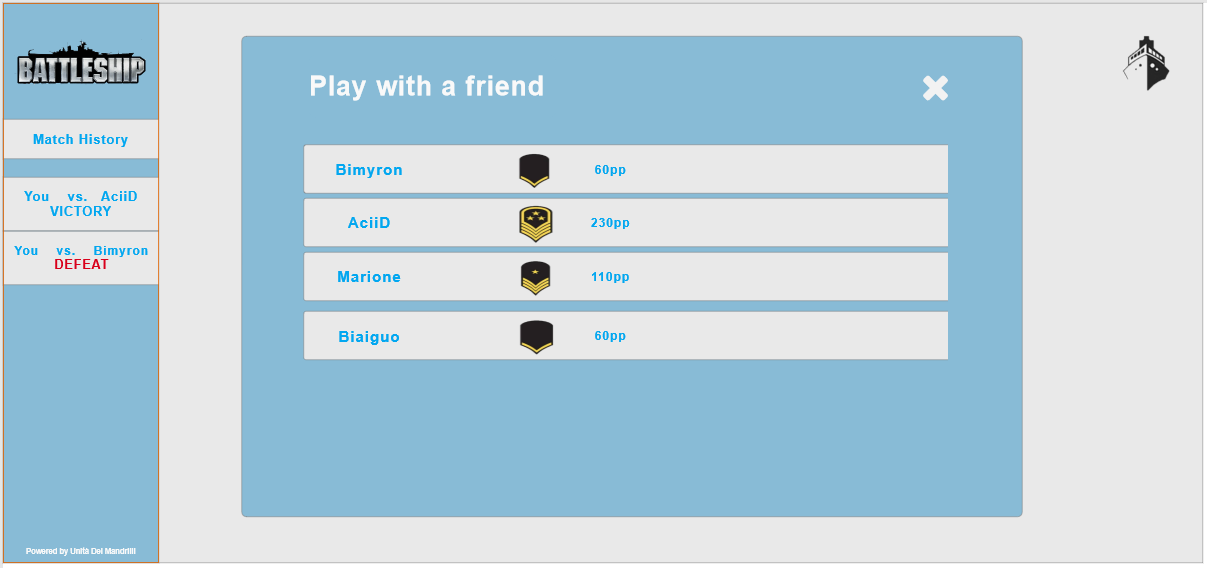 BATTLESHIP
Match History
You vs. AciiD
VICTORY
You vs. Bimyron
DEFEAT
Powered by Unità Dei Mandrilli
Play with a friend
Bimyron 60pp
AciiD 230pp
Marione 110pp
Biaiguo 60pp